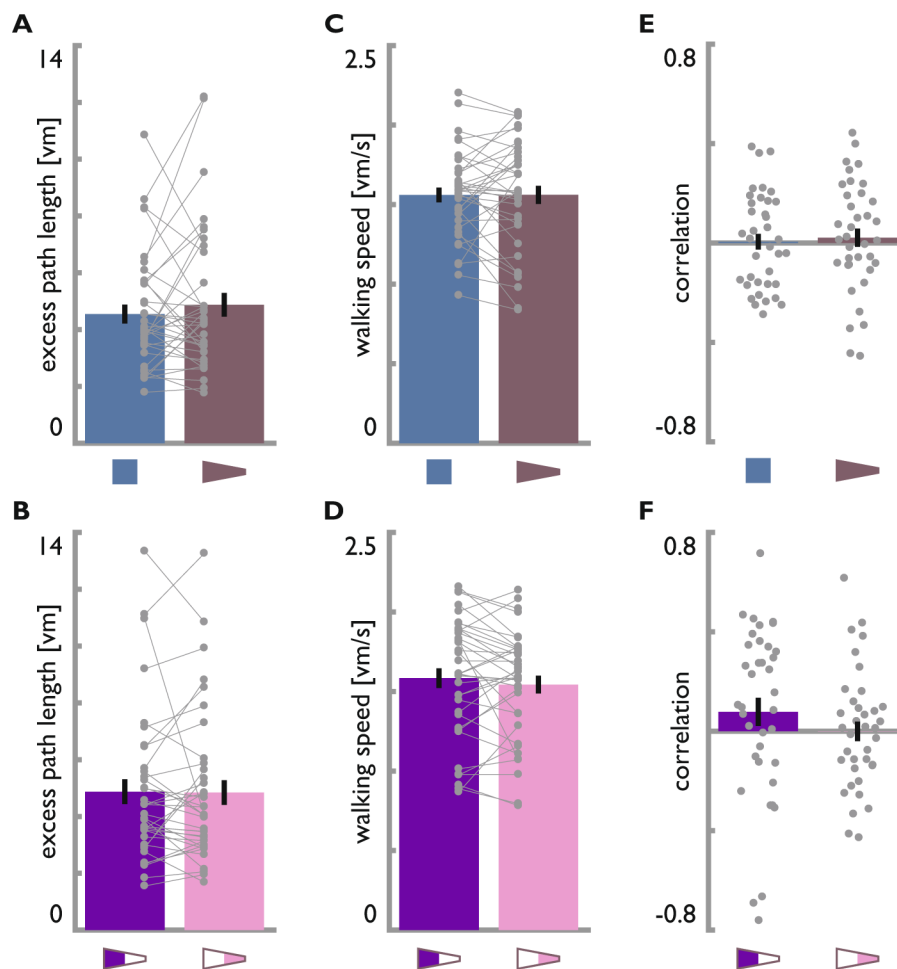 A
14
excess path length [vm]
0
C
2.5
walking speed [vm/s]
0
E
0.8
correlation
-0.8
B
14
excess path length [vm]
0
D
2.5
walking speed [vm/s]
0
F
0.8
correlation
-0.8